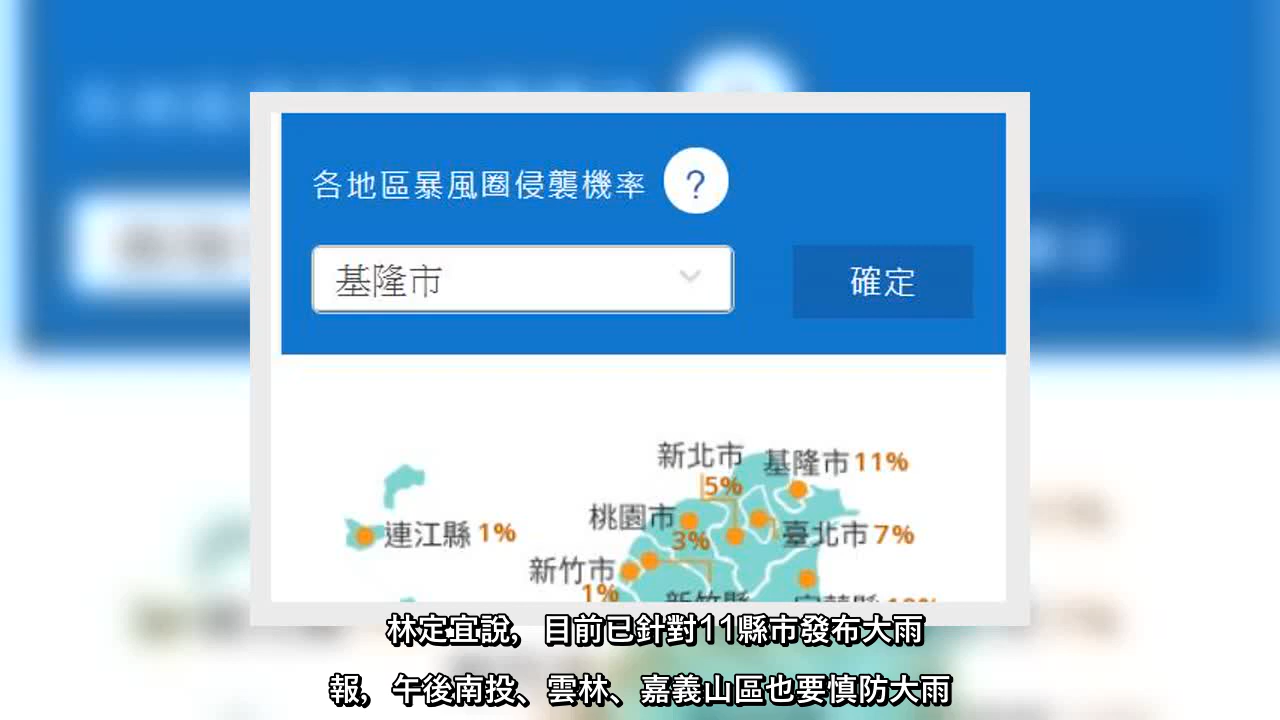 各地區暴風圈侵襲機率 ?
基隆市
確定
新北市
5%
基隆市 11%
桃園市
3%
臺北市 7%
連江縣 1%
新竹市
1%
林定宜說，目前已針對11縣市發布大雨
報，午後南投、雲林、嘉義山區也要慎防大雨